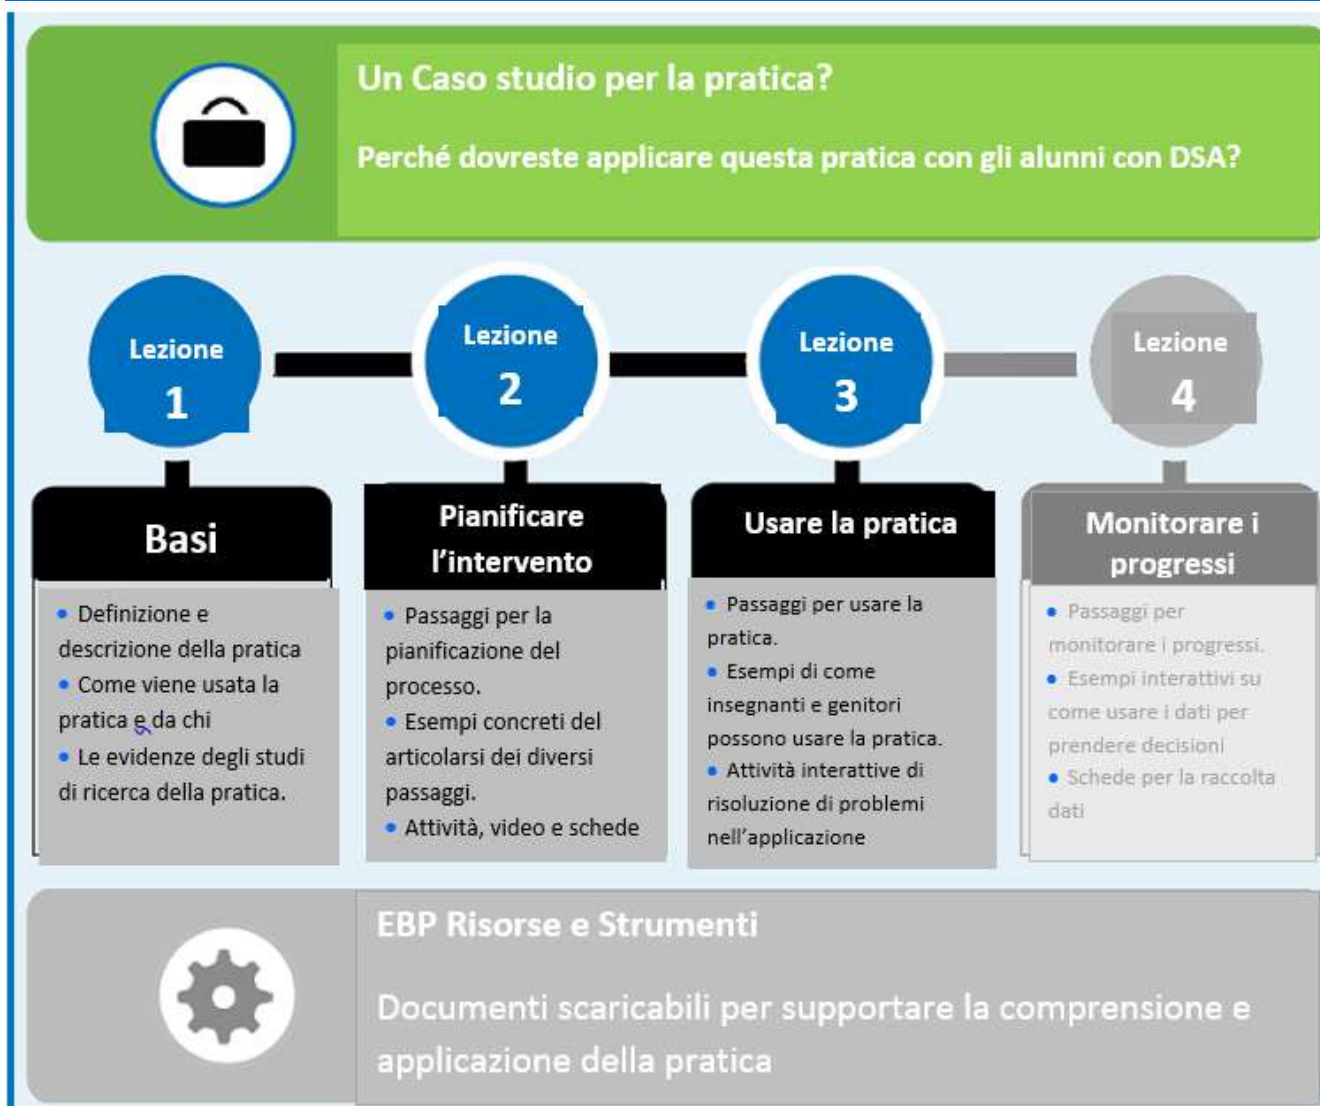 Un Caso studio per la pratica?
Perché dovreste applicare questa pratica con gli alunni con DSA?
Lezione
1
Lezione
2
Lezione
3
Lezione
4
Basi
• Definizione e
descrizione della pratica
• Come viene usata la
pratica e da chi
• Le evidenze degli studi
di ricerca della pratica.
Pianificare
l’intervento
• Passaggi per la
pianificazione del
processo.
• Esempi concreti del
articolarsi dei diversi
passaggi.
• Attività, video e schede
Usare la pratica
• Passaggi per usare la
pratica.
• Esempi di come
insegnanti e genitori
possono usare la pratica.
• Attività interattive di
risoluzione di problemi
nell’applicazione
Monitorare i
progressi
• Passaggi per
monitorare i progressi.
• Esempi interattivi su
come usare i dati per
prendere decisioni
• Schede per la raccolta
dati
EBP Risorse e Strumenti
Documenti scaricabili per supportare la comprensione e
applicazione della pratica